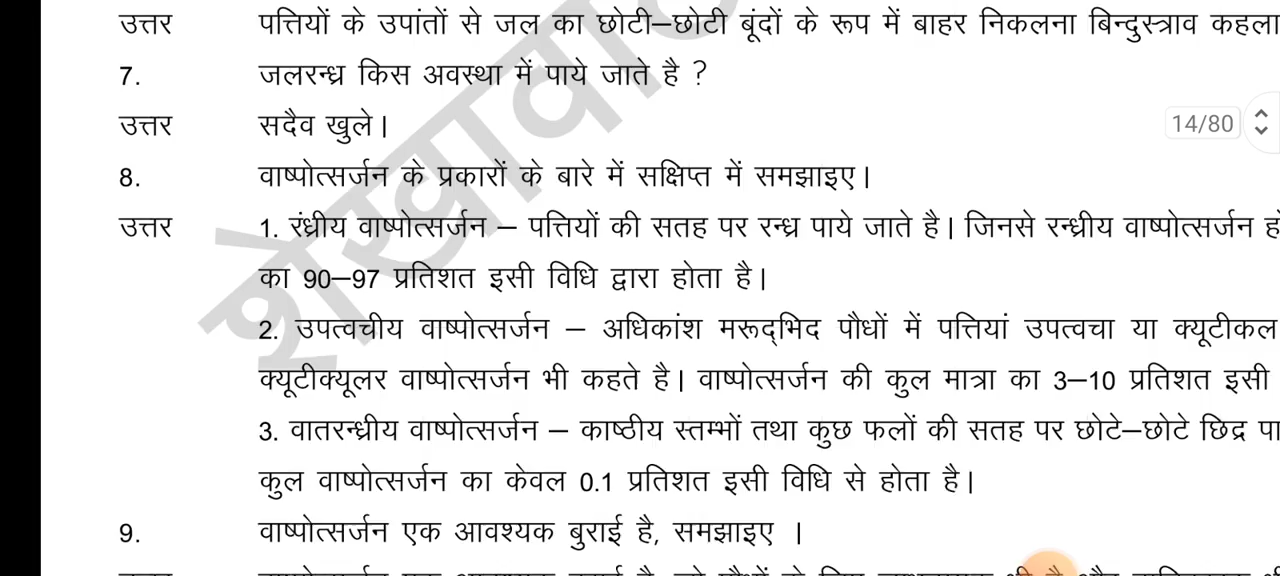 उत्तर पत्तियों के उपांतों से जल का छोटी–छोटी बूंदों के रूप में बाहर निकलना बिन्दुस्त्राव कहला
7. जलरन्ध्र किस अवस्था में पाये जाते है ?
उत्तर सदैव खुले।
14/80
8. वाष्पोत्सर्जन के प्रकारों के बारे में सक्षिप्त में समझाइए।
उत्तर 1. रंध्रीय वाष्पोत्सर्जन – पत्तियों की सतह पर रन्ध्र पाये जाते है। जिनसे रन्ध्रीय वाष्पोत्सर्जन
का 90–97 प्रतिशत इसी विधि द्वारा होता है।
2. उपत्वचीय वाष्पोत्सर्जन – अधिकांश मरूद्भिद पौधों में पत्तियां उपत्वचा या क्यूटीकल
क्यूटीक्यूलर वाष्पोत्सर्जन भी कहते है। वाष्पोत्सर्जन की कुल मात्रा का 3–10 प्रतिशत इसी
3. वातरन्ध्रीय वाष्पोत्सर्जन – काष्ठीय स्तम्भों तथा कुछ फलों की सतह पर छोटे–छोटे छिद्र पा
कुल वाष्पोत्सर्जन का केवल 0.1 प्रतिशत इसी विधि से होता है।
9. वाष्पोत्सर्जन एक आवश्यक बुराई है, समझाइए ।